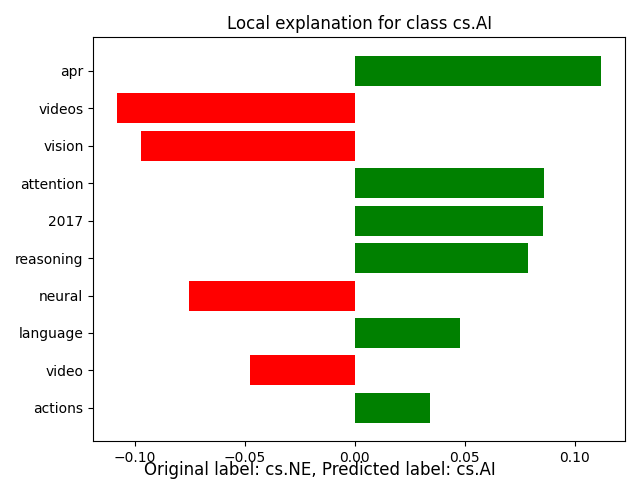 Local explanation for class cs.AI
apr
videos
vision
attention
2017
reasoning
neural
language
video
actions
−0.10 −0.05 0.00 0.05 0.10
Original label: cs.NE, Predicted label: cs.AI